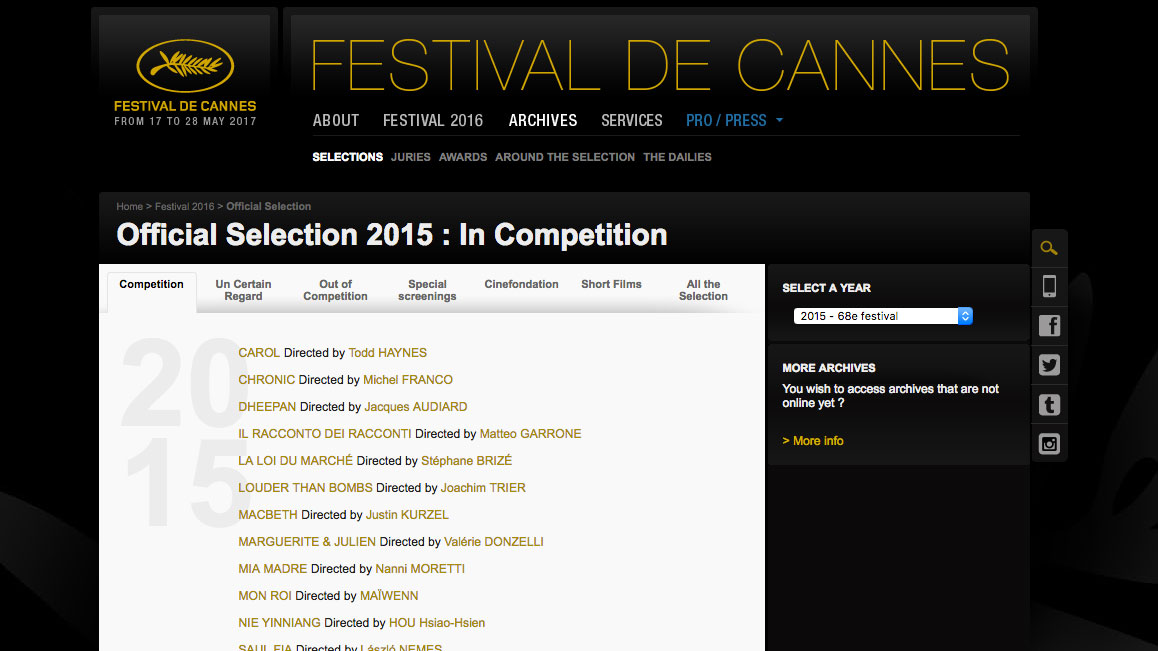 FESTIVAL DE CANNES
FROM 17 TO 28 MAY 2017
FESTIVAL DE CANNES
ABOUT FESTIVAL 2016 ARCHIVES SERVICES PRO / PRESS
SELECTIONS JURIES AWARDS AROUND THE SELECTION THE DAILIES
Home > Festival 2016 > Official Selection
Official Selection 2015 : In Competition
Competition
Un Certain
Regard
Out of
Competition
Special
screenings
Cinefondation
Short Films
All the
Selection
20
15
CAROL Directed by Todd HAYNES
CHRONIC Directed by Michel FRANCO
DHEEPAN Directed by Jacques AUDIARD
IL RACCONTO DEI RACCONTI Directed by Matteo GARRONE
LA LOI DU MARCHÉ Directed by Stéphane BRIZÉ
LOUDER THAN BOMBS Directed by Joachim TRIER
MACBETH Directed by Justin KURZEL
MARGUERITE & JULIEN Directed by Valérie DONZELLI
MIA MADRE Directed by Nanni MORETTI
MON ROI Directed by MAÏWENN
NIE YINNIANG Directed by HOU Hsiao-Hsien
SAUL FIA Directed by László NEMES
SELECT A YEAR
2015 - 68e festival
MORE ARCHIVES
You wish to access archives that are not
online yet ?
> More info